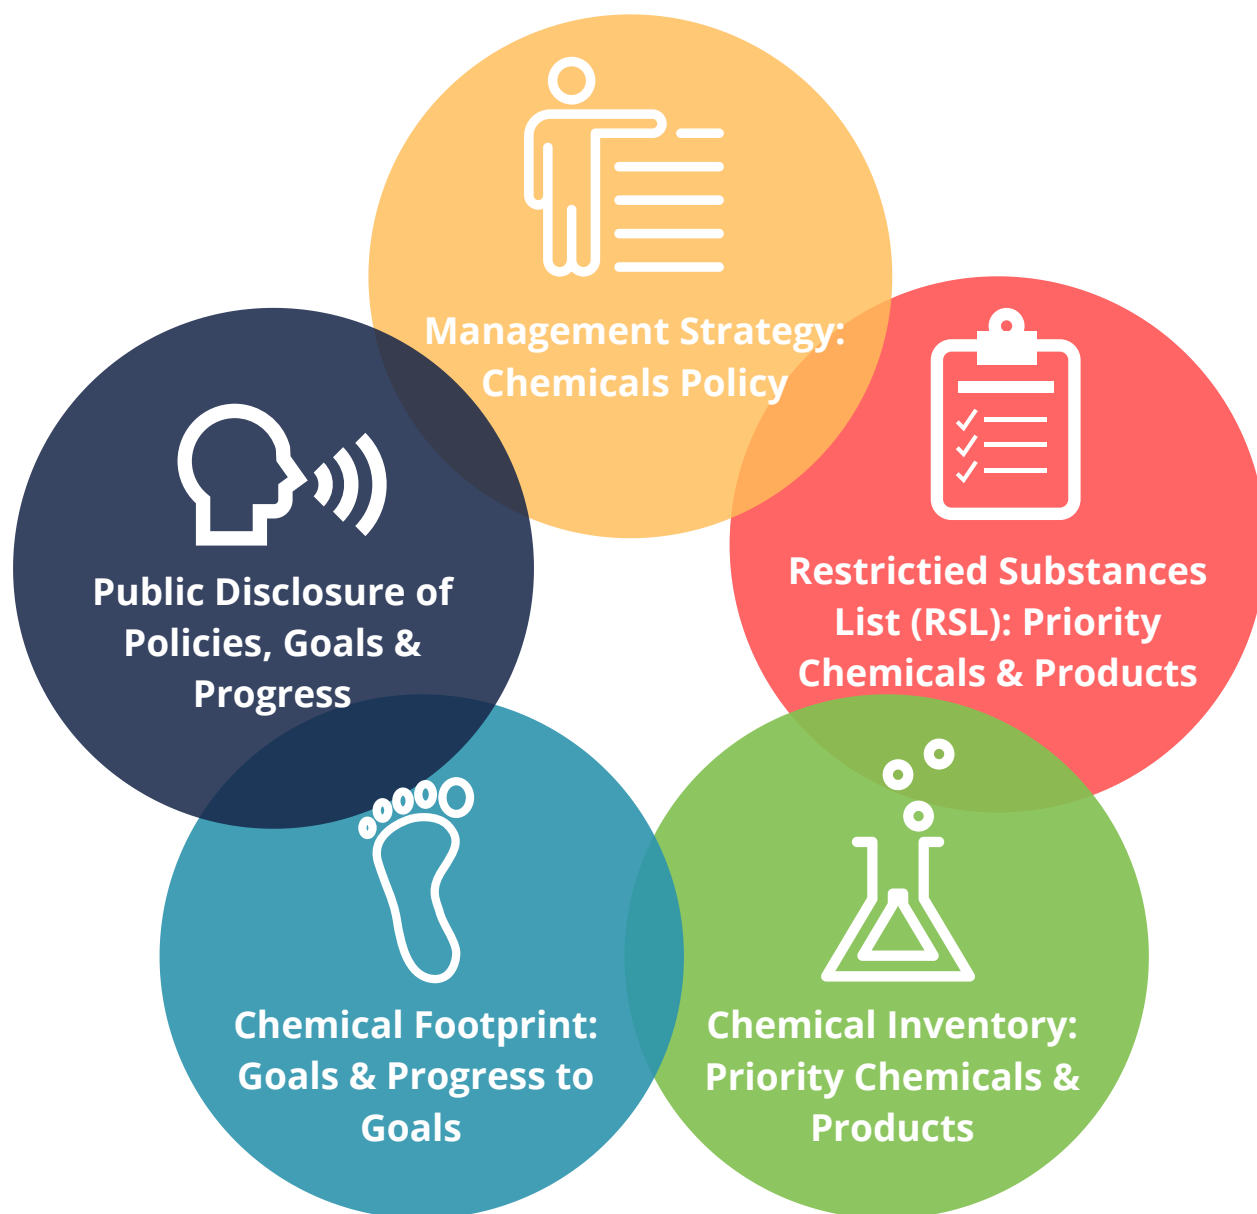 Management Strategy:
Chemicals Policy
Restrictied Substances
List (RSL): Priority
Chemicals & Products
Chemical Inventory:
Priority Chemicals &
Products
Chemical Footprint:
Goals & Progress to
Goals
Public Disclosure of
Policies, Goals &
Progress